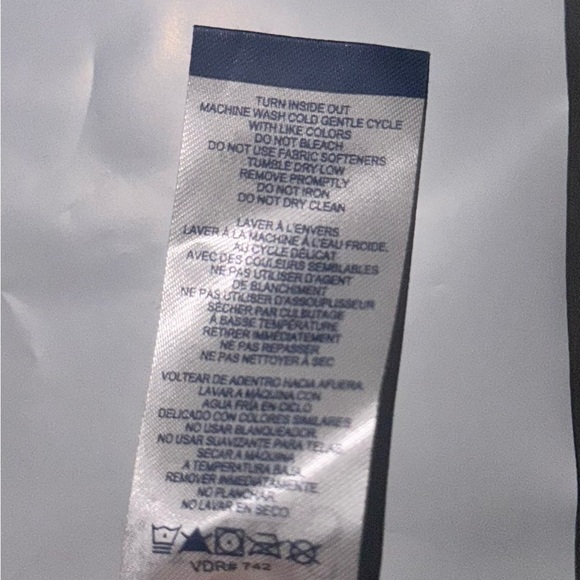 TURN INSIDE OUT
MACHINE WASH COLD GENTLE CYCLE
WITH LIKE COLORS
DO NOT BLEACH
DO NOT USE FABRIC SOFTENERS
TUMBLE DRY LOW
REMOVE PROMPTLY
DO NOT IRON
DO NOT DRY CLEAN
LAVER À L'ENVERS
LAVER À LA MACHINE À L'EAU FROIDE,
AU CYCLE DÉLICAT
AVEC DES COULEURS SEMBLABLES
NE PAS UTILISER D'AGENT
DE BLANCHIMENT
NE PAS UTILISER D'ASSOUPLISSEUR
SÉCHER PAR CULBUTAGE
À BASSE TEMPÉRATURE
RETIRER IMMÉDIATEMENT
NE PAS REPASSER
NE PAS NETTOYER À SEC
VOLTEAR DE ADENTRO HACIA AFUERA.
LAVAR A MÁQUINA CON
AGUA FRÍA EN CICLO
DELICADO CON COLORES SIMILARES
NO USAR BLANQUEADOR.
NO USAR SUAVIZANTE PARA TELAS.
SECAR A MÁQUINA
A TEMPERATURA BAJA
REMOVER INMEDIATAMENTE
NO PLANCHAR
NO LAVAR EN SECO
VDR# 742